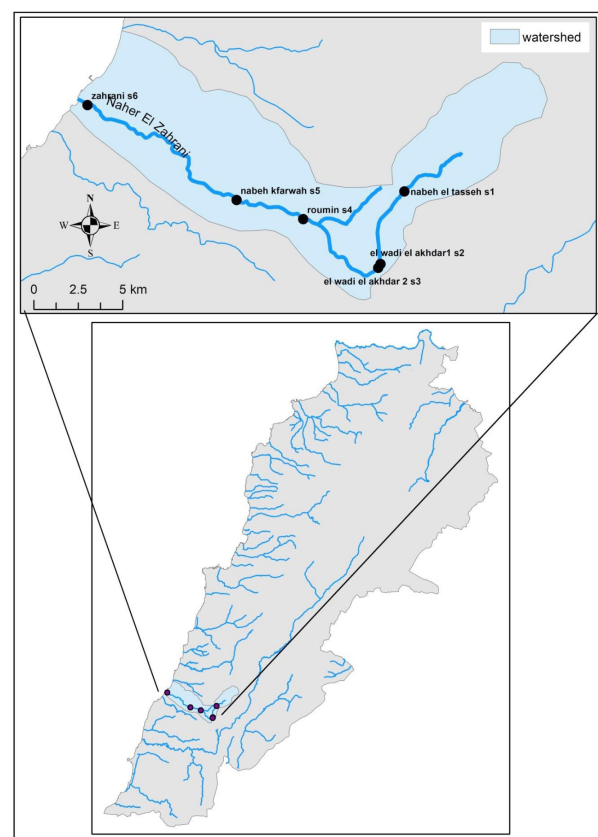 watershed
zahrani s6
Naher El Zahrani
nabeh kfarwah s5
roumin s4
nabeh el tasseh s1
el wadi el akhdar1 s2
el wadi el akhdar 2 s3
N
W E
S
0 2.5 5 km